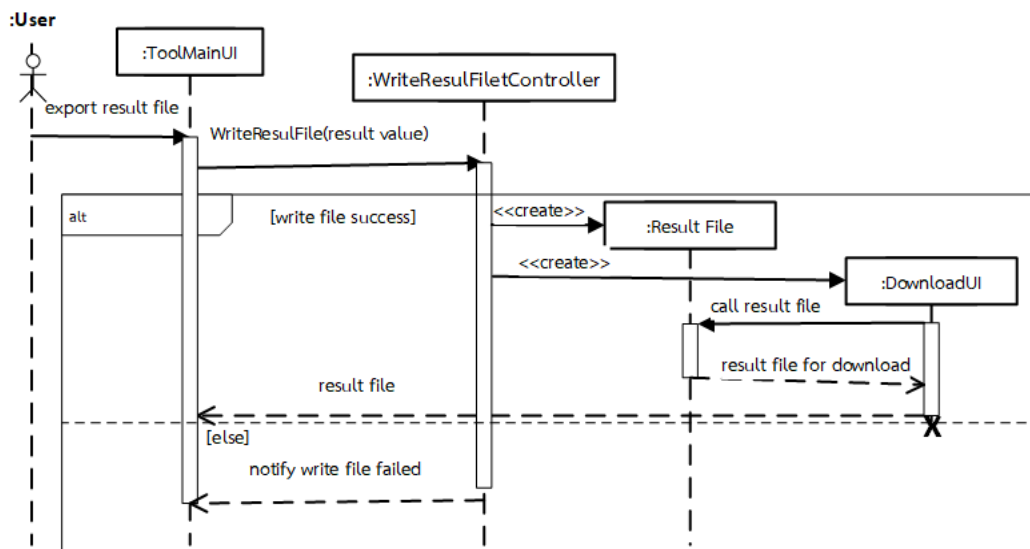 :User
:ToolMainUI
:WriteResulFiletController
export result file
WriteResulFile(result value)
alt
[write file success]
<<create>>
:Result File
<<create>>
:DownloadUI
call result file
result file for download
result file
[else]
notify write file failed